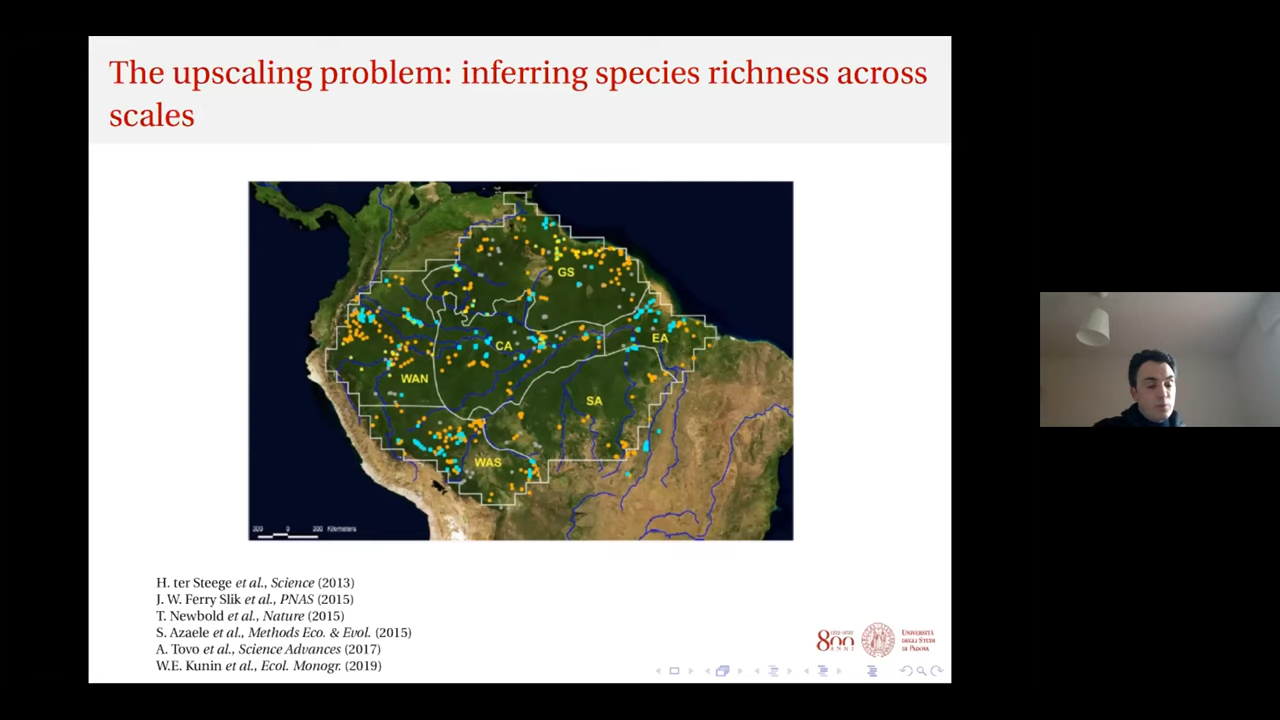 The upscaling problem: inferring species richness across
scales
GS
CA
EA
WAN
SA
WAS
0
Kilometers
H. ter Steege et al., Science (2013)
J. W. Ferry Slik et al., PNAS (2015)
T. Newbold et al., Nature (2015)
S. Azaele et al., Methods Eco. & Evol. (2015)
A. Tovo et al., Science Advances (2017)
W.E. Kunin et al., Ecol. Monogr. (2019)
800
ANNI
UNIVERSITÀ
DEGLI STUDI
DI PADOVA